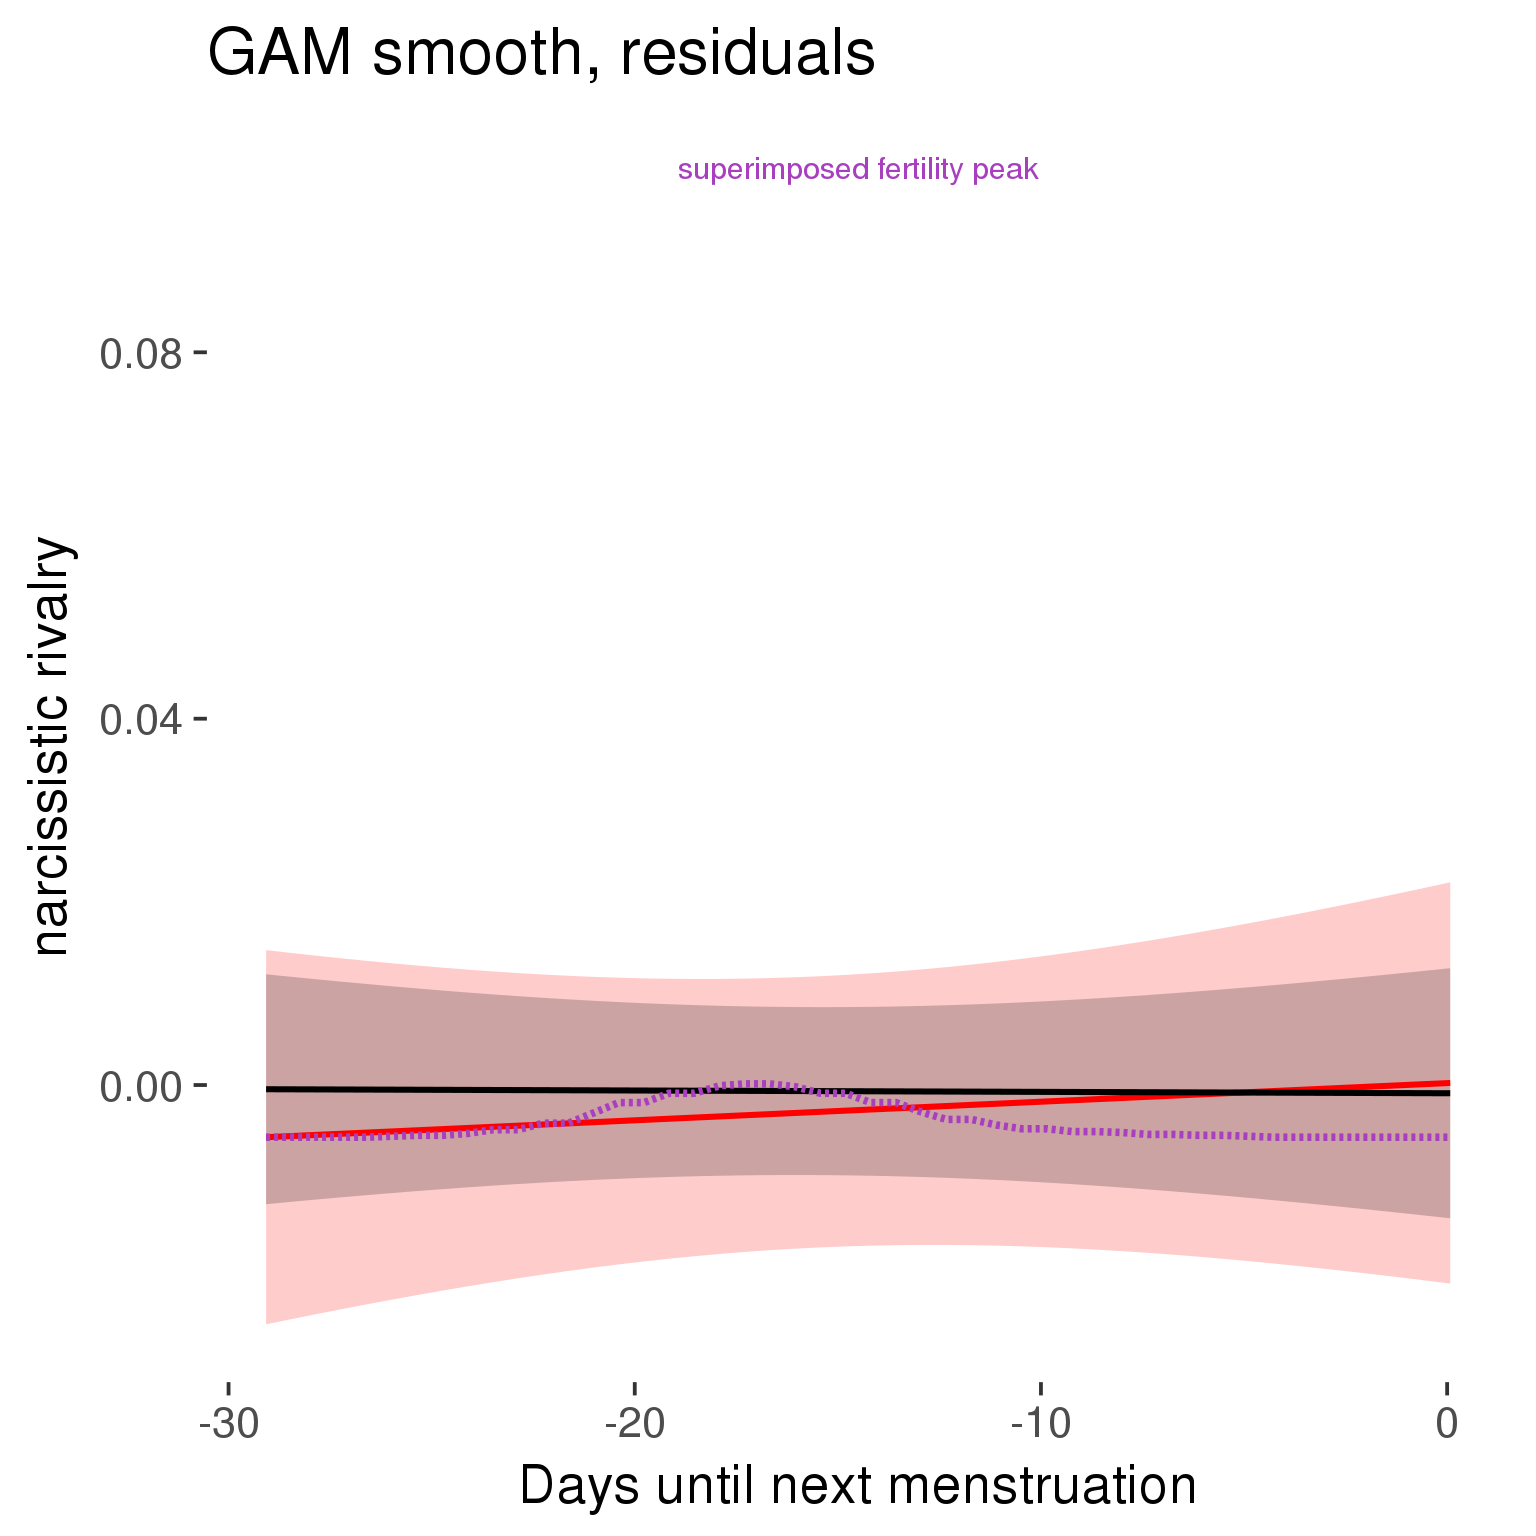 GAM smooth, residuals
superimposed fertility peak
narcissistic rivalry
0.08
0.04
0.00
-30 -20 -10 0
Days until next menstruation